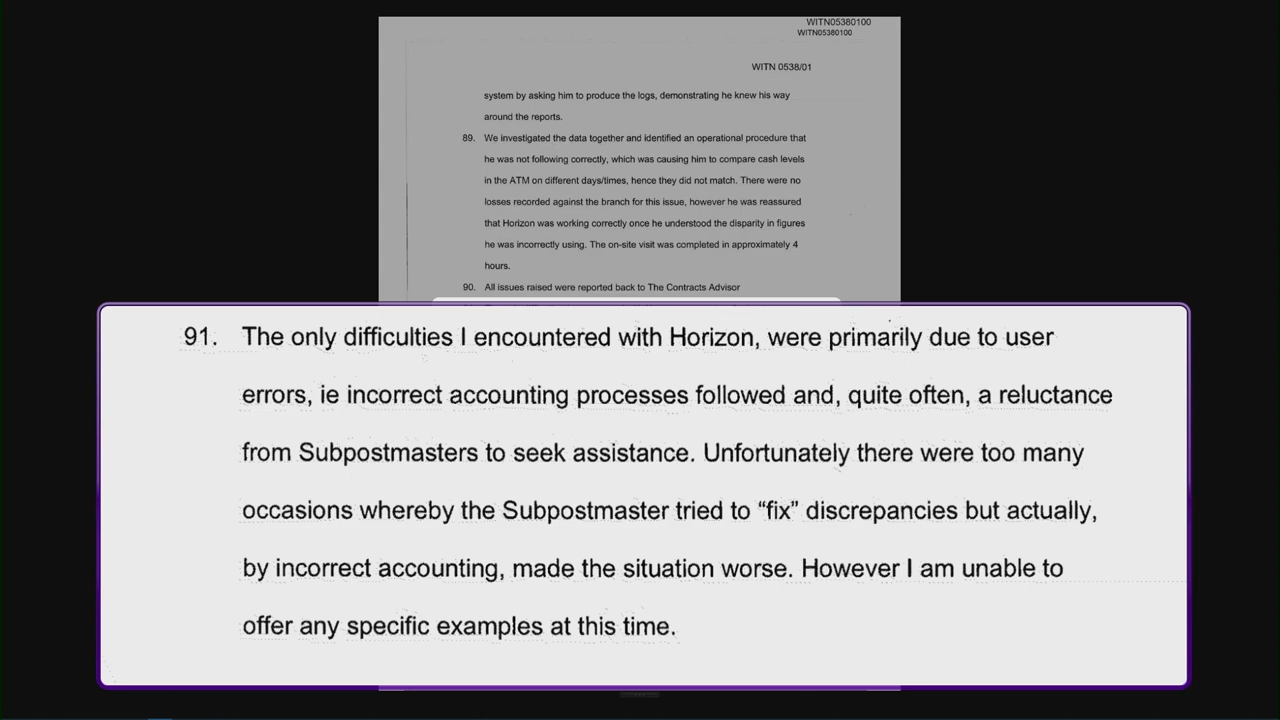 WITN05380100
WITN05380100
WITN 0538/01
system by asking him to produce the logs, demonstrating he knew his way
around the reports.
89. We investigated the data together and identified an operational procedure that
he was not following correctly, which was causing him to compare cash levels
in the ATM on different days/times, hence they did not match. There were no
losses recorded against the branch for this issue, however he was reassured
that Horizon was working correctly once he understood the disparity in figures
he was incorrectly using. The on-site visit was completed in approximately 4
hours.
90. All issues raised were reported back to The Contracts Advisor
91. The only difficulties I encountered with Horizon, were primarily due to user
errors, ie incorrect accounting processes followed and, quite often, a reluctance
from Subpostmasters to seek assistance. Unfortunately there were too many
occasions whereby the Subpostmaster tried to “fix” discrepancies but actually,
by incorrect accounting, made the situation worse. However I am unable to
offer any specific examples at this time.